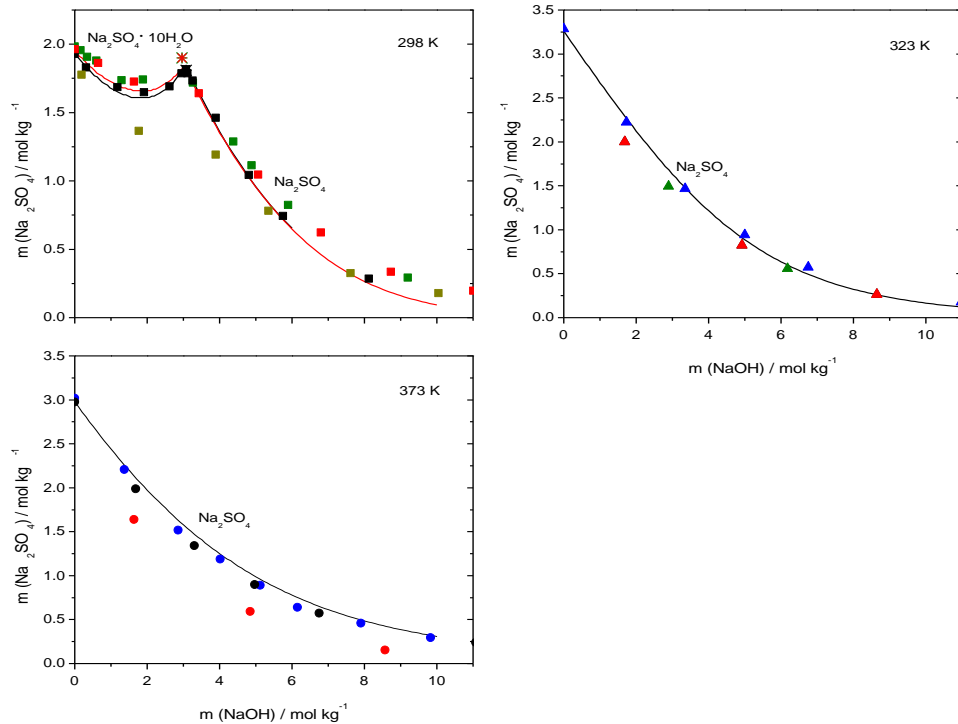 298 K
Na₂SO₄· 10H₂O
Na₂SO₄
m (Na₂SO₄) / mol kg⁻¹
2.0
1.5
1.0
0.5
0.0
3.5
323 K
3.0
2.5
2.0
Na₂SO₄
1.5
1.0
0.5
0.0
m (Na₂SO₄) / mol kg⁻¹
0 2 4 6 8 10
m (NaOH) / mol kg⁻¹
3.5
373 K
3.0
2.5
2.0
Na₂SO₄
1.5
1.0
0.5
0.0
m (Na₂SO₄) / mol kg⁻¹
0 2 4 6 8 10
m (NaOH) / mol kg⁻¹